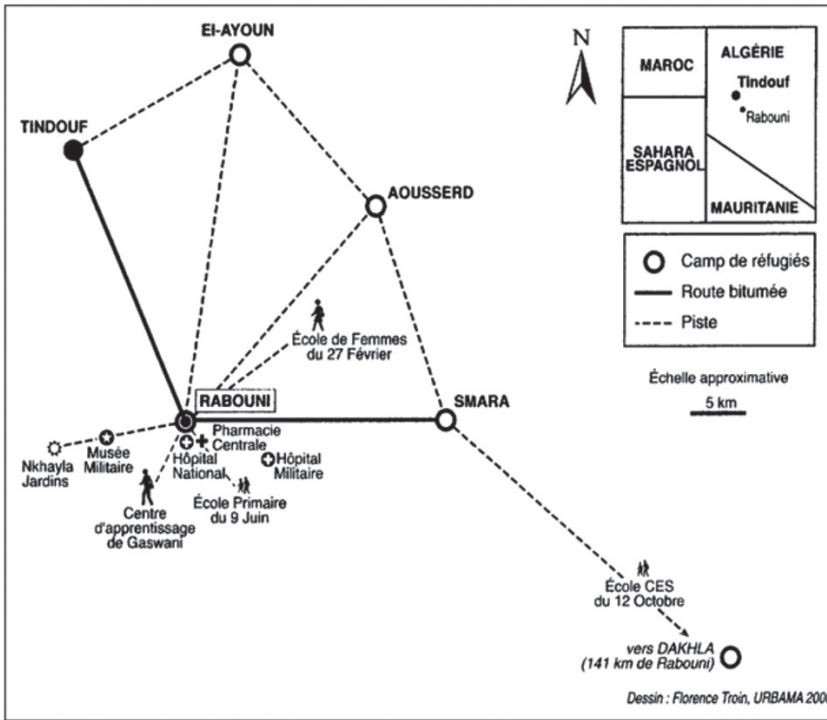 El-AYOUN
TINDOUF
AOUSSERD
École de Femmes
du 27 Février
RABOUNI
SMARA
Pharmacie
Centrale
Hôpital
National
Hôpital
Militaire
Musée
Militaire
Nkhayla
Jardins
Centre
d'apprentissage
de Gaswani
École Primaire
du 9 Juin
École CES
du 12 Octobre
vers DAKHLA
(141 km de Rabouni)
N
MAROC
ALGÉRIE
Tindouf
Rabouni
SAHARA
ESPAGNOL
MAURITANIE
Camp de réfugiés
Route bitumée
Piste
Échelle approximative
5 km
Dessin : Florence Troin, URBAMA